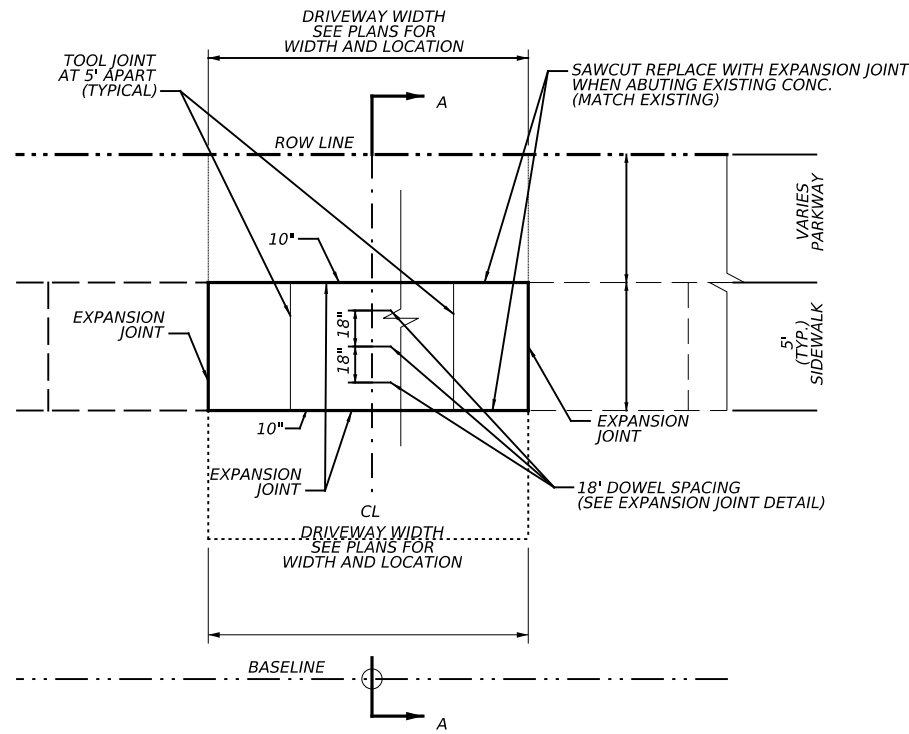 DRIVEWAY WIDTH
SEE PLANS FOR
WIDTH AND LOCATION
TOOL JOINT
AT 5' APART
(TYPICAL)
SAWCUT REPLACE WITH EXPANSION JOINT
WHEN ABUTING EXISTING CONC.
(MATCH EXISTING)
A
ROW LINE
VARIES
PARKWAY
10"
EXPANSION
JOINT
18"
18"
5'
(TYP.)
SIDEWALK
10"
EXPANSION
JOINT
EXPANSION
JOINT
18' DOWEL SPACING
(SEE EXPANSION JOINT DETAIL)
CL
DRIVEWAY WIDTH
SEE PLANS FOR
WIDTH AND LOCATION
BASELINE
A